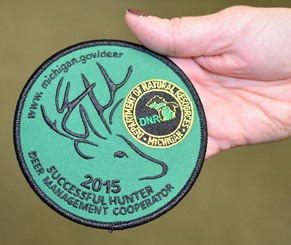 www.michigan.gov/deer
DEPARTMENT OF NATURAL RESOURCES
DNR
MICHIGAN
2015
SUCCESSFUL HUNTER
DEER MANAGEMENT COOPERATOR